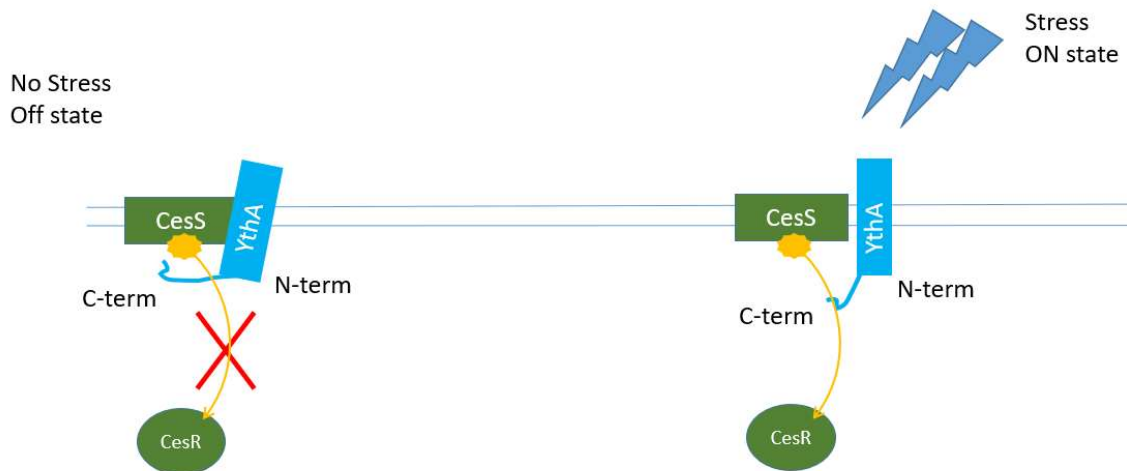 No Stress
Off state
CesS
YthA
C-term
N-term
CesR
Stress
ON state
CesS
YthA
C-term
N-term
CesR